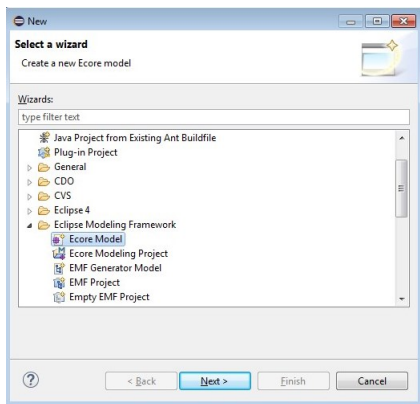 New
Select a wizard
Create a new Ecore model
Wizards:
type filter text
Java Project from Existing Ant Buildfile
Plug-in Project
General
CDO
CVS
Eclipse 4
Eclipse Modeling Framework
Ecore Model
Ecore Modeling Project
EMF Generator Model
EMF Project
Empty EMF Project
? < Back Next > Finish Cancel